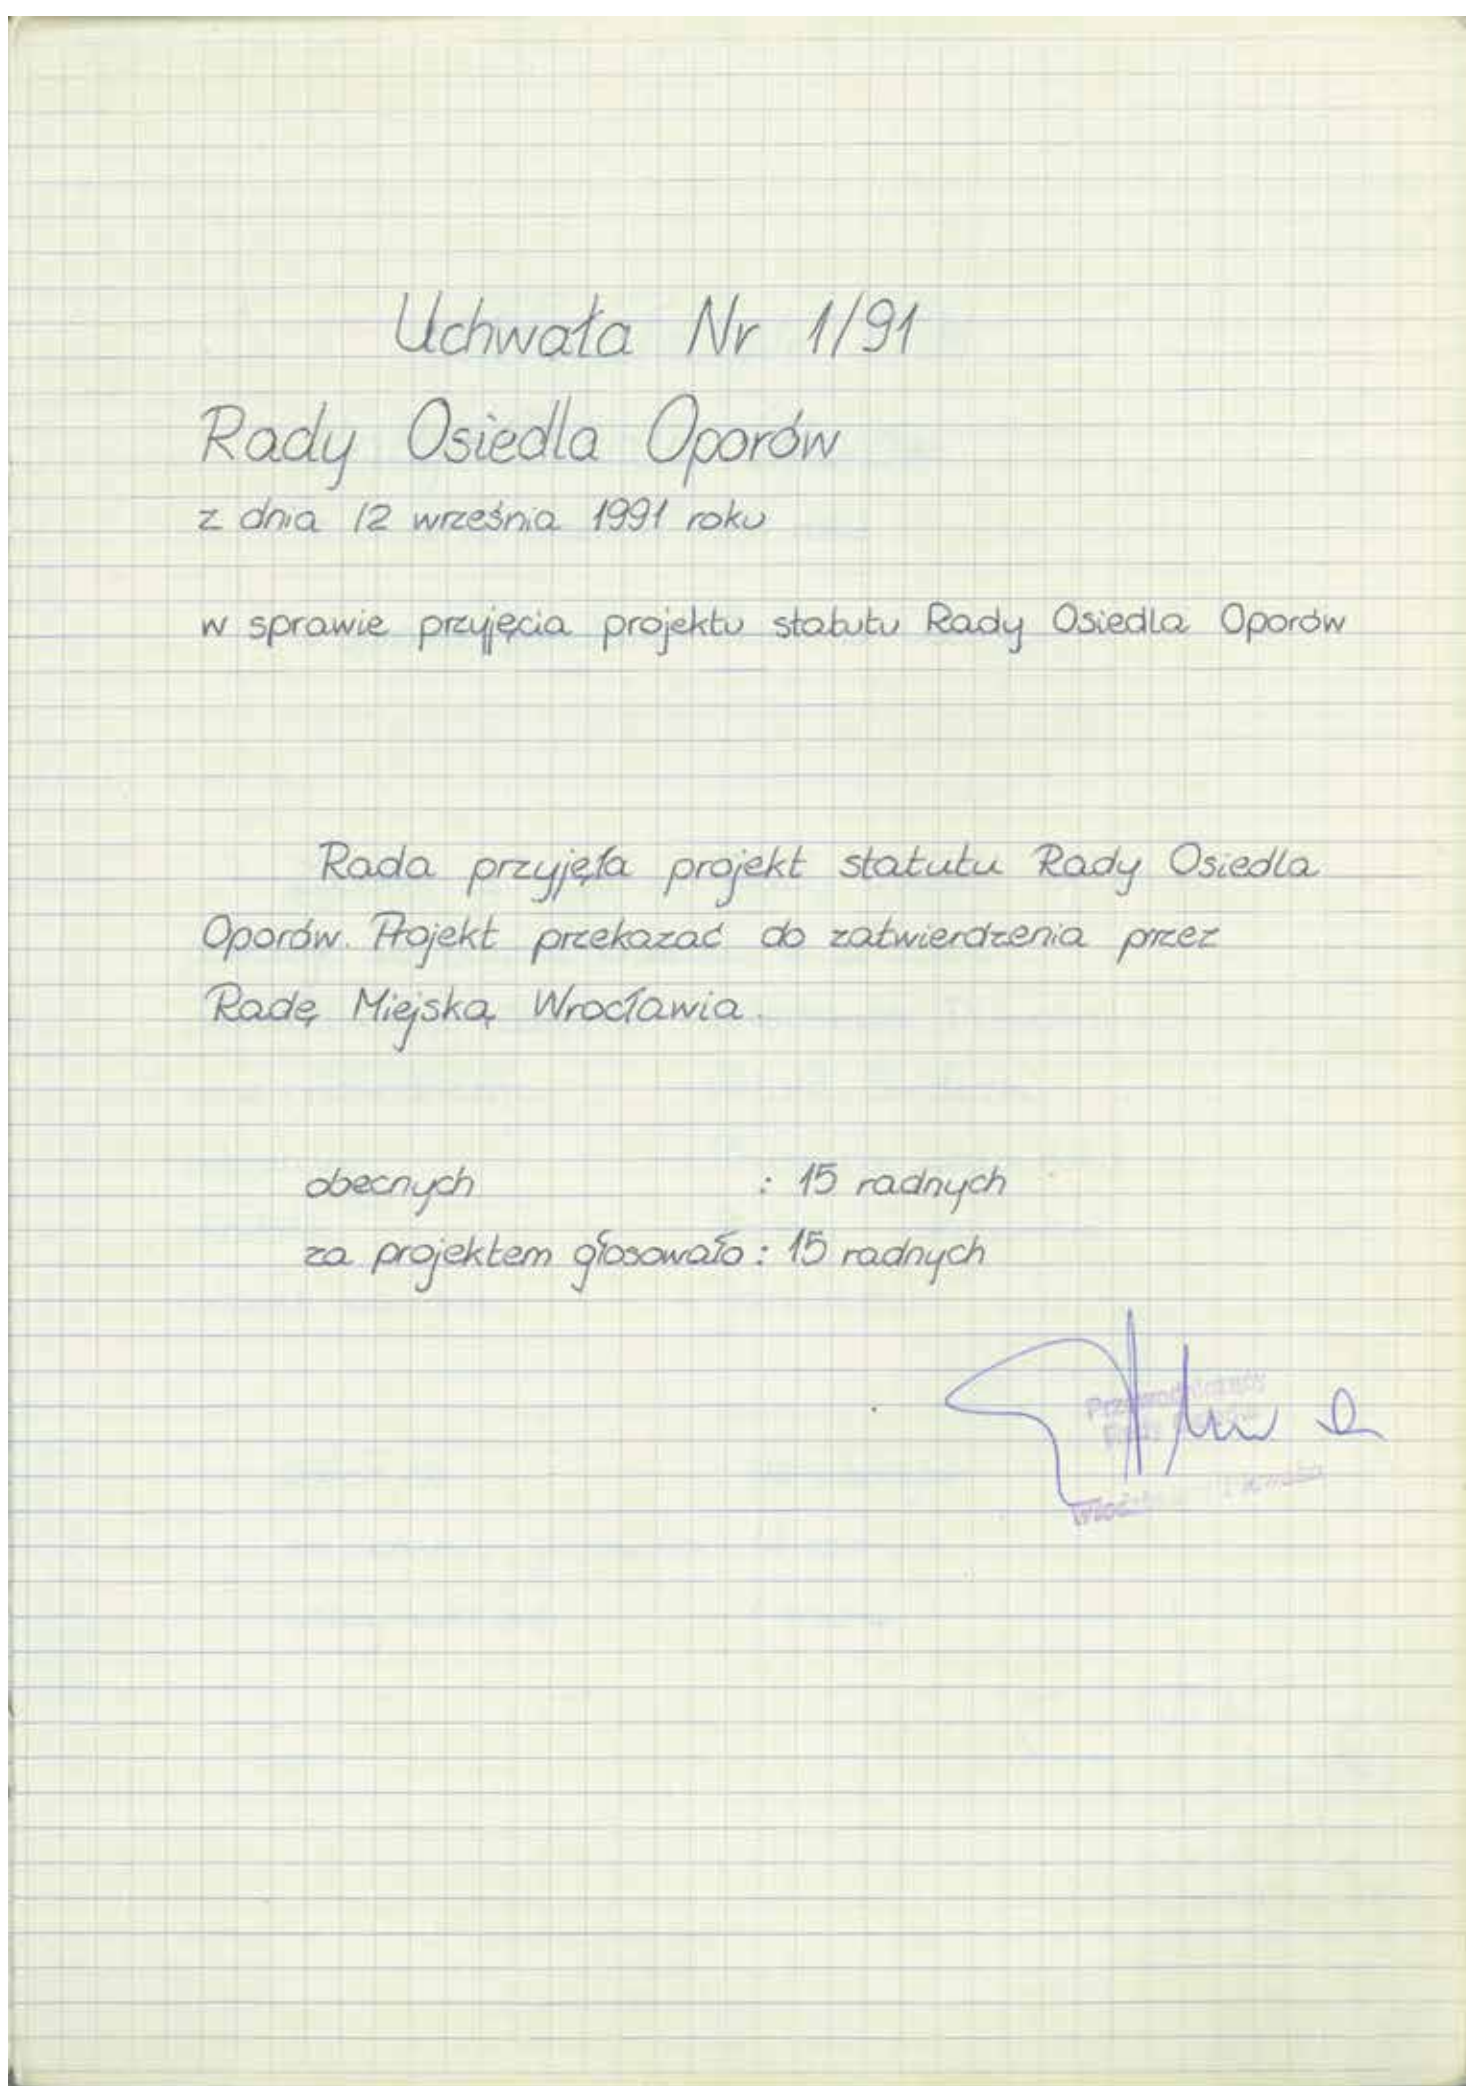 Uchwała Nr 1/91
Rady Osiedla Oporów
z dnia 12 września 1991 roku
w sprawie przyjęcia projektu statutu Rady Osiedla Oporów
Rada przyjęła projekt statutu Rady Osiedla
Oporów. Projekt przekazać do zatwierdzenia przez
Radę Miejską Wrocławia.
obecnych : 15 radnych
za projektem głosowało : 15 radnych
Przewodniczący
Rady